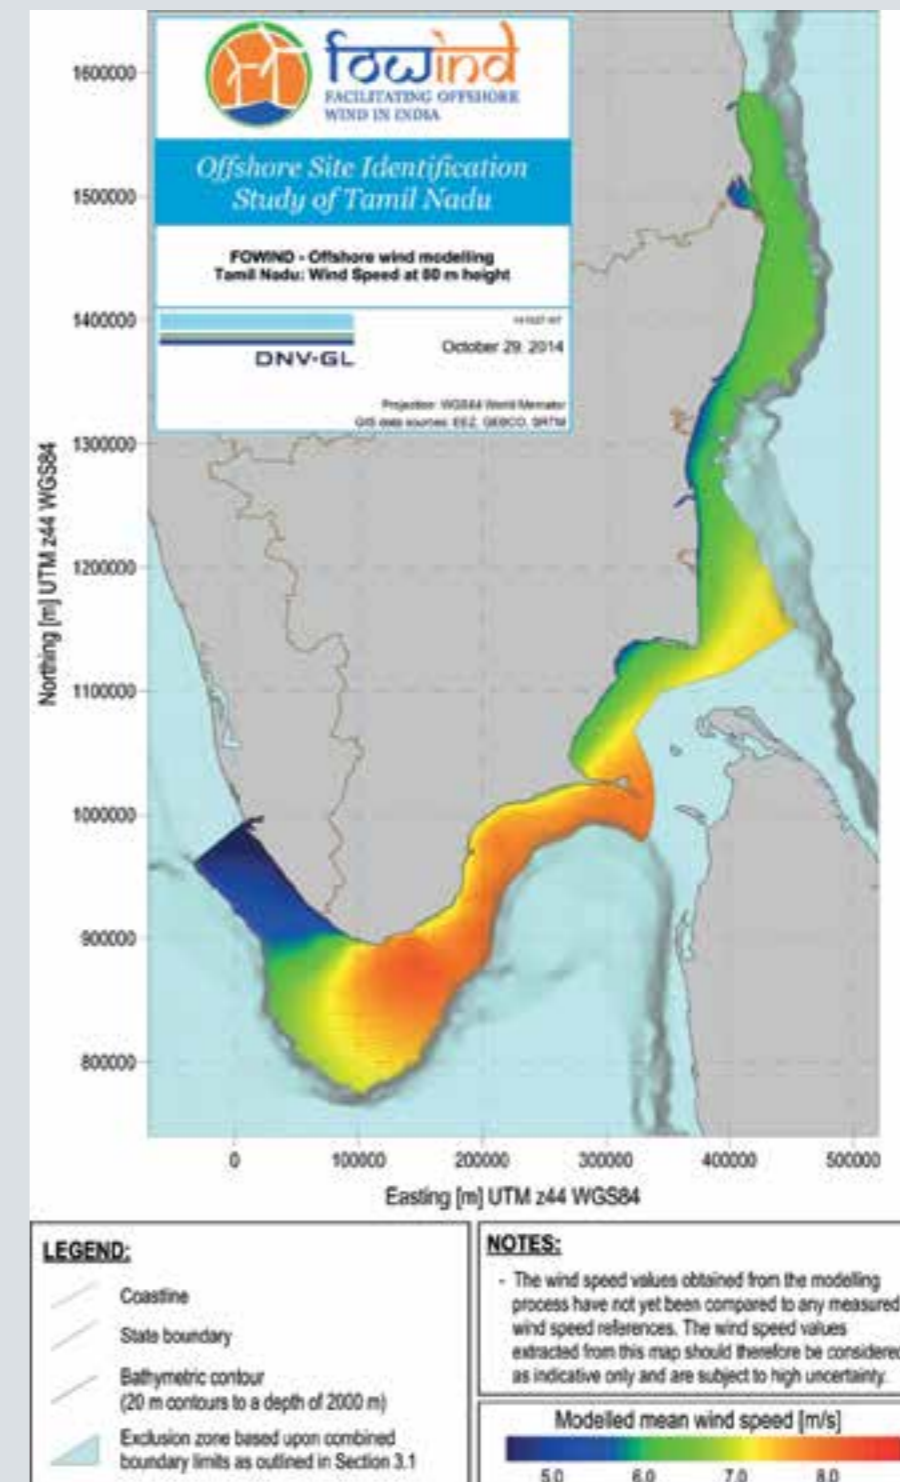 fowind
FACILITATING OFFSHORE
WIND IN INDIA
Offshore Site Identification
Study of Tamil Nadu
FOWIND - Offshore wind modelling
Tamil Nadu: Wind Speed at 80 m height
DNV·GL
October 29, 2014
Projection: WGS84 World Mercator
GIS data sources: EEZ, GEBCO, SRTM
Northing [m] UTM z44 WGS84
1600000
1500000
1400000
1300000
1200000
1100000
1000000
900000
800000
0 100000 200000 300000 400000 500000
Easting [m] UTM z44 WGS84
LEGEND:
Coastline
State boundary
Bathymetric contour
(20 m contours to a depth of 2000 m)
Exclusion zone based upon combined
boundary limits as outlined in Section 3.1
NOTES:
- The wind speed values obtained from the modelling
process have not yet been compared to any measured
wind speed references. The wind speed values
extracted from this map should therefore be considered
as indicative only and are subject to high uncertainty.
Modelled mean wind speed [m/s]
5.0 6.0 7.0 8.0